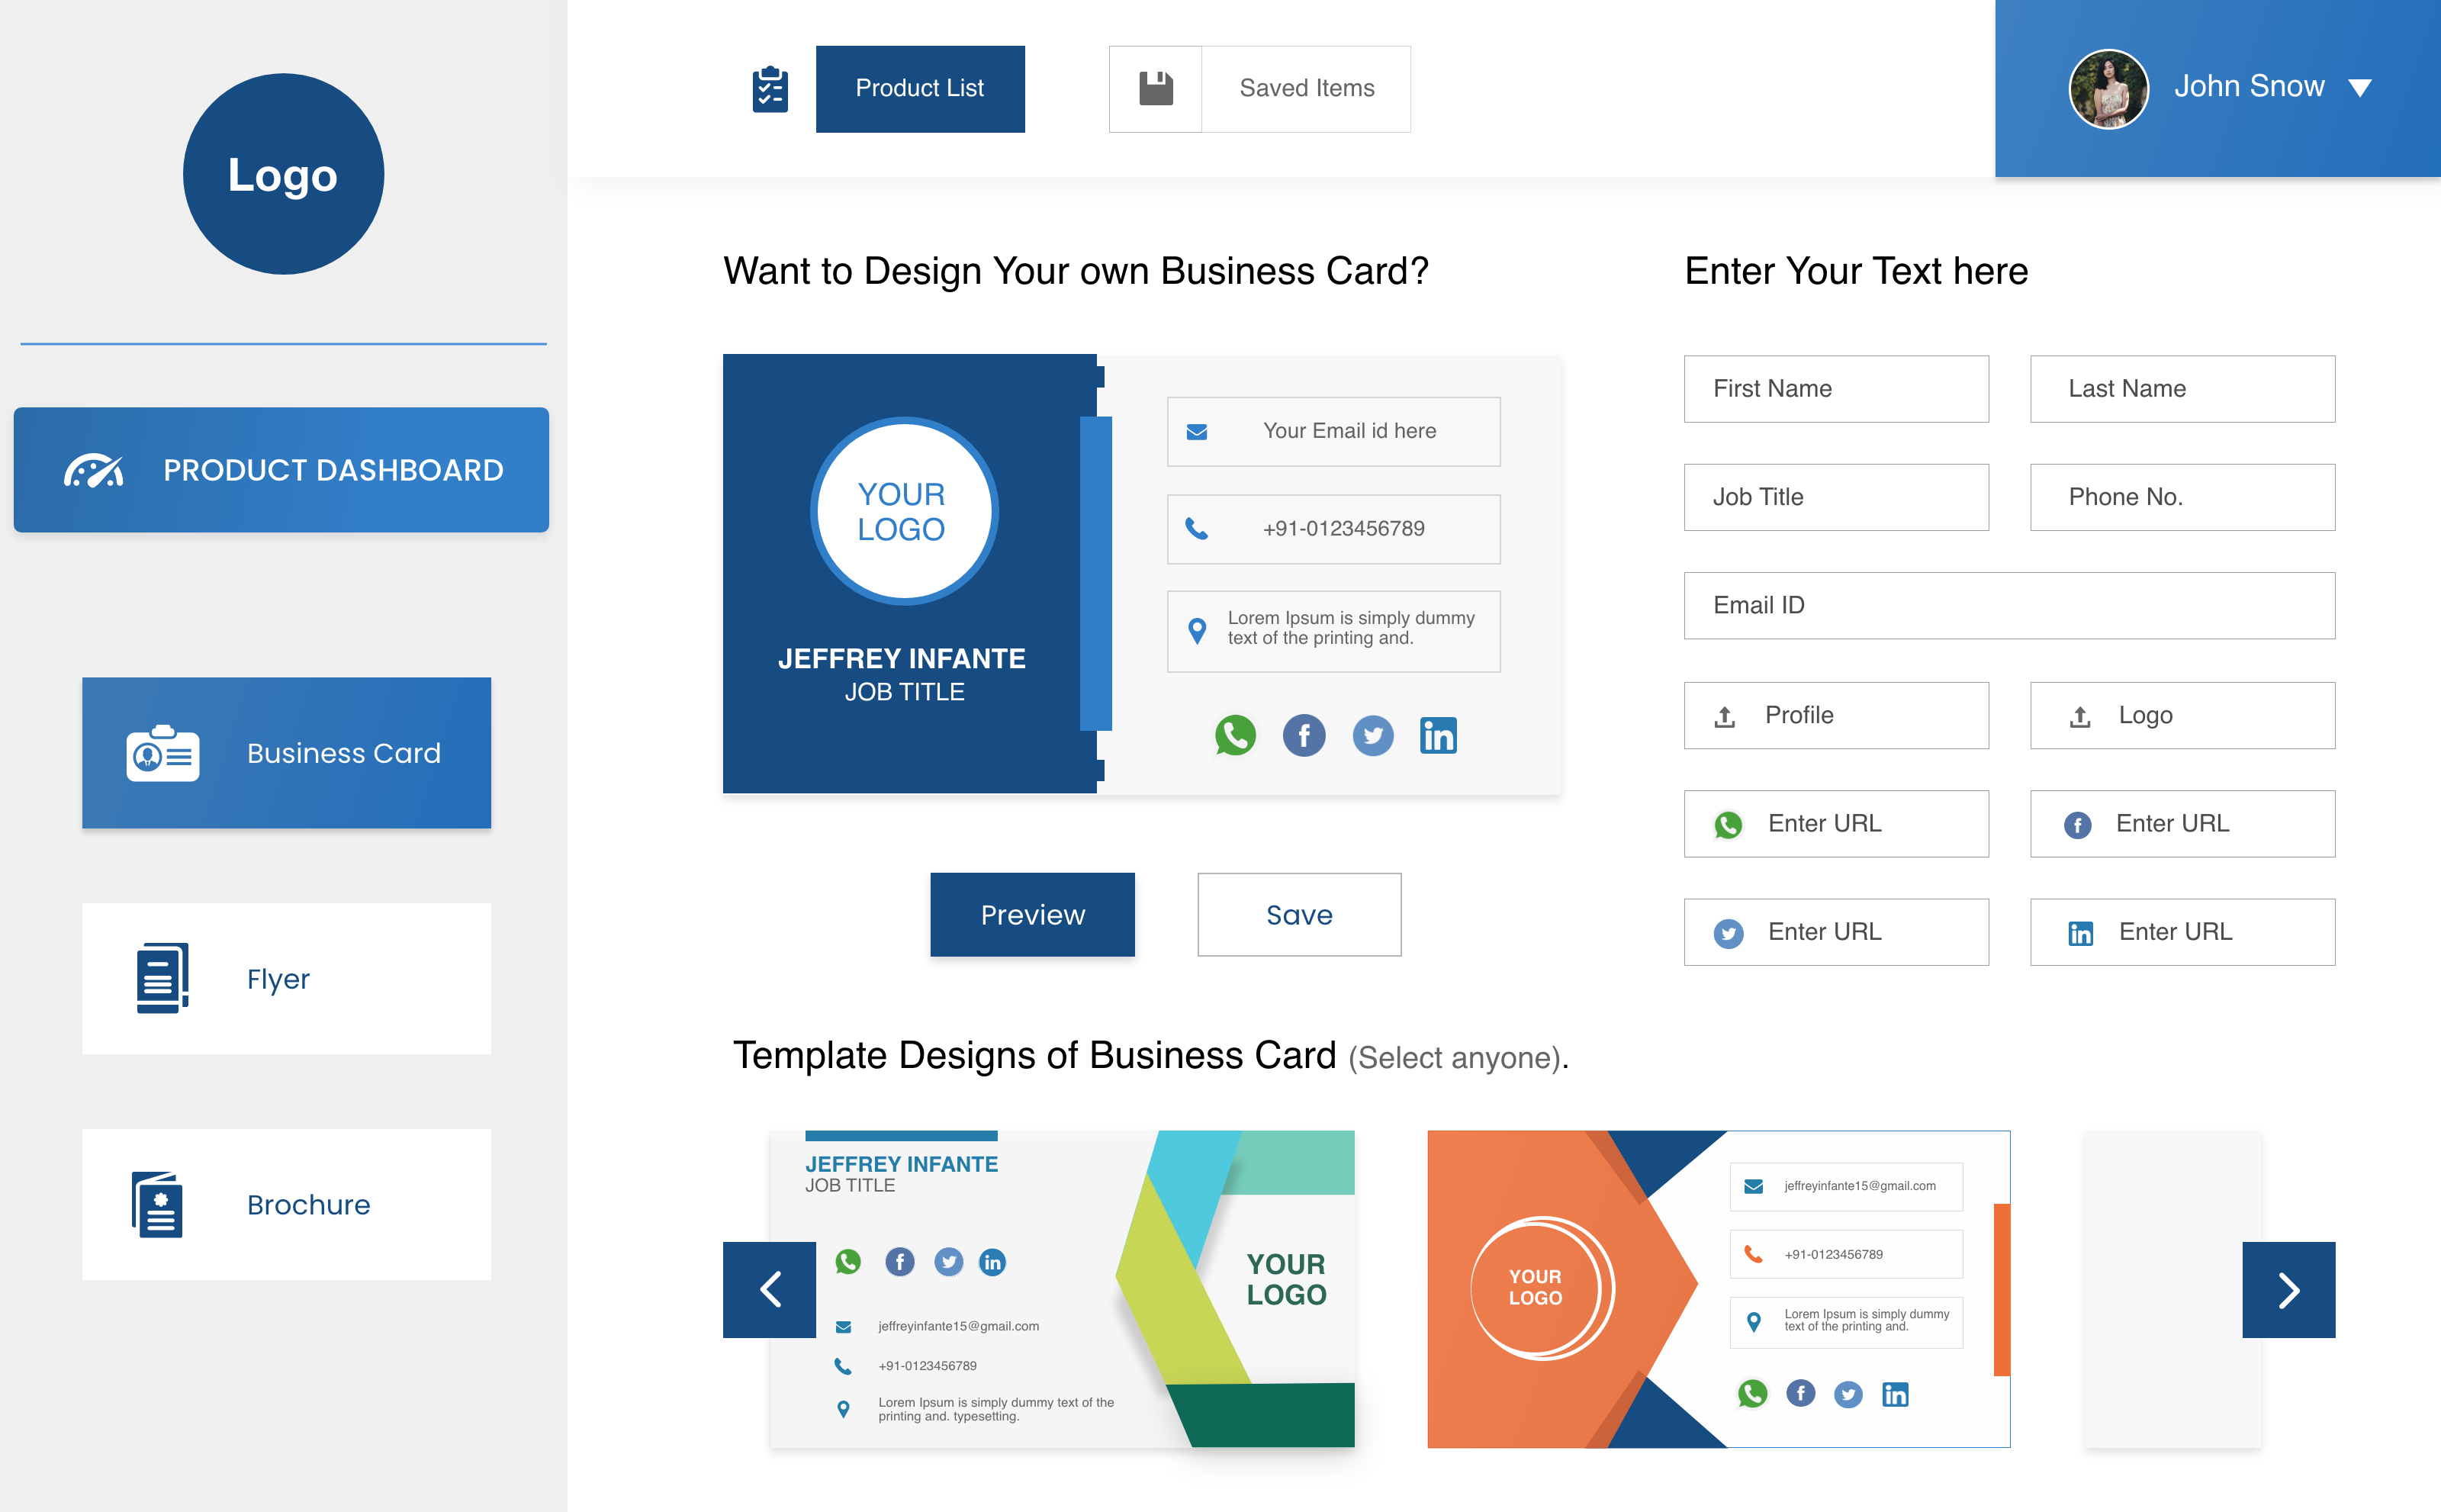 Logo
PRODUCT DASHBOARD
Business Card
Flyer
Brochure
Product List
Saved Items
John Snow
Want to Design Your own Business Card?
YOUR
LOGO
JEFFREY INFANTE
JOB TITLE
Your Email id here
+91-0123456789
Lorem Ipsum is simply dummy
text of the printing and.
Preview
Save
Enter Your Text here
First Name
Last Name
Job Title
Phone No.
Email ID
Profile
Logo
Enter URL
Enter URL
Enter URL
Enter URL
Template Designs of Business Card (Select anyone).
JEFFREY INFANTE
JOB TITLE
jeffreyinfante15@gmail.com
+91-0123456789
Lorem Ipsum is simply dummy text of the
printing and. typesetting.
YOUR
LOGO
YOUR
LOGO
jeffreyinfante15@gmail.com
+91-0123456789
Lorem Ipsum is simply dummy
text of the printing and.